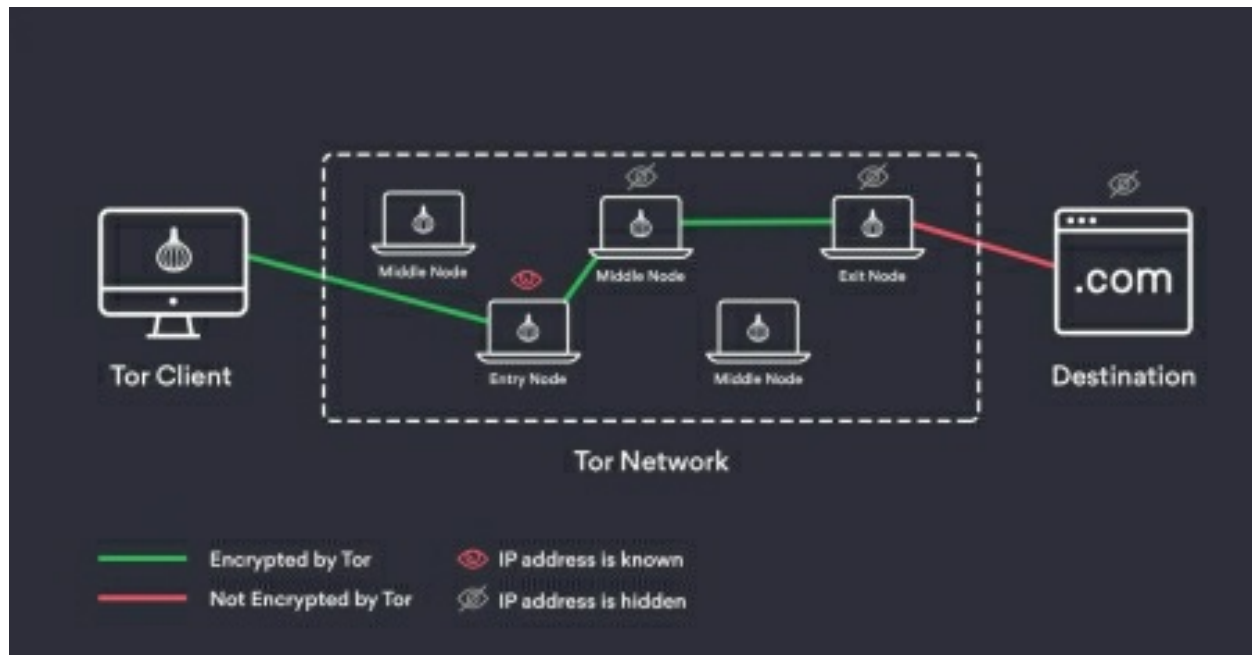 Middle Node
Middle Node
Exit Node
.com
Tor Client
Entry Node
Middle Node
Destination
Tor Network
Encrypted by Tor
IP address is known
Not Encrypted by Tor
IP address is hidden